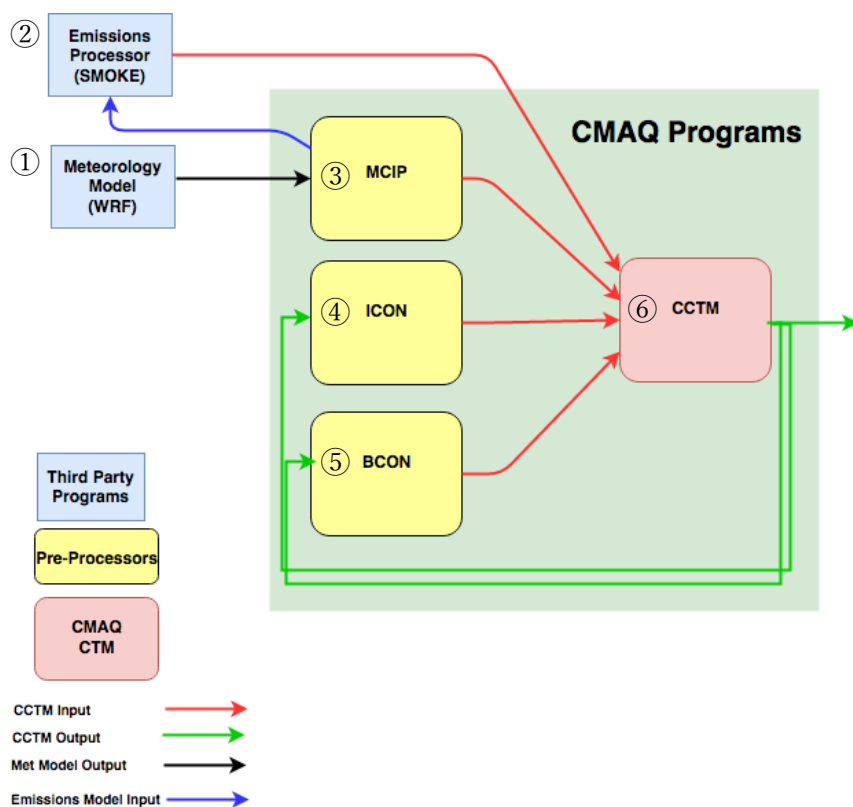 ②
Emissions
Processor
(SMOKE)
CMAQ Programs
①
Meteorology
Model
(WRF)
③
MCIP
④
ICON
⑥
CCTM
⑤
BCON
Third Party
Programs
Pre-Processors
CMAQ
CTM
CCTM Input
CCTM Output
Met Model Output
Emissions Model Input